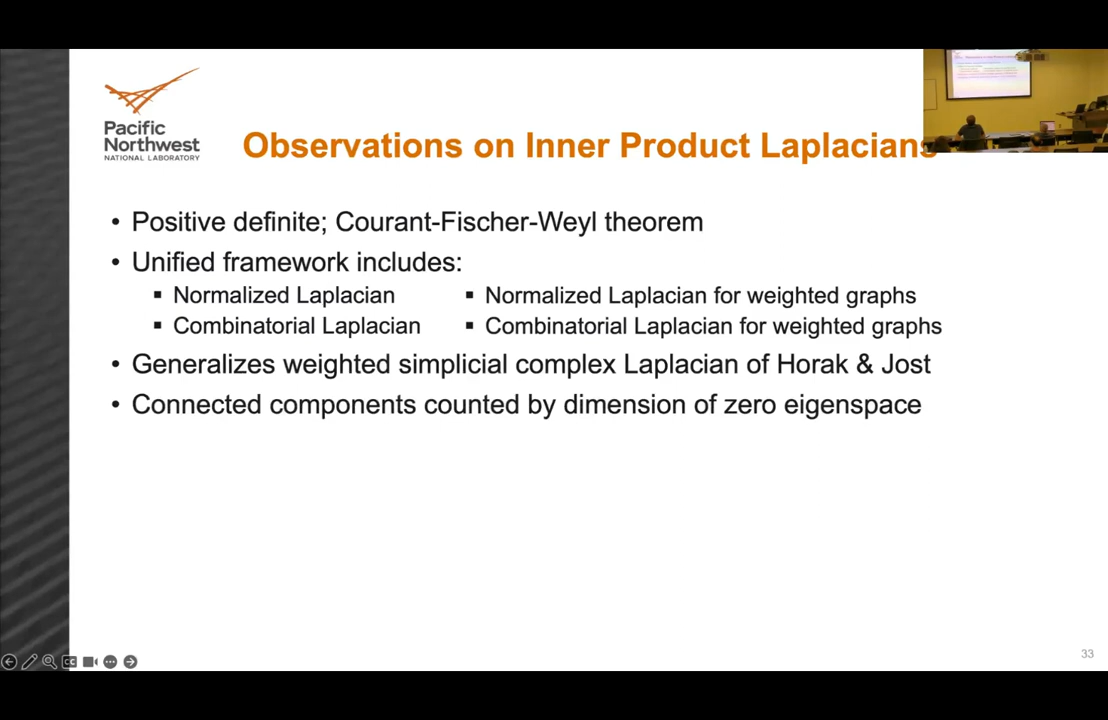 Pacific
Northwest
NATIONAL LABORATORY
Observations on Inner Product Laplacians
• Positive definite; Courant-Fischer-Weyl theorem
• Unified framework includes:
▪ Normalized Laplacian
▪ Normalized Laplacian for weighted graphs
▪ Combinatorial Laplacian
▪ Combinatorial Laplacian for weighted graphs
• Generalizes weighted simplicial complex Laplacian of Horak & Jost
• Connected components counted by dimension of zero eigenspace
33
CC